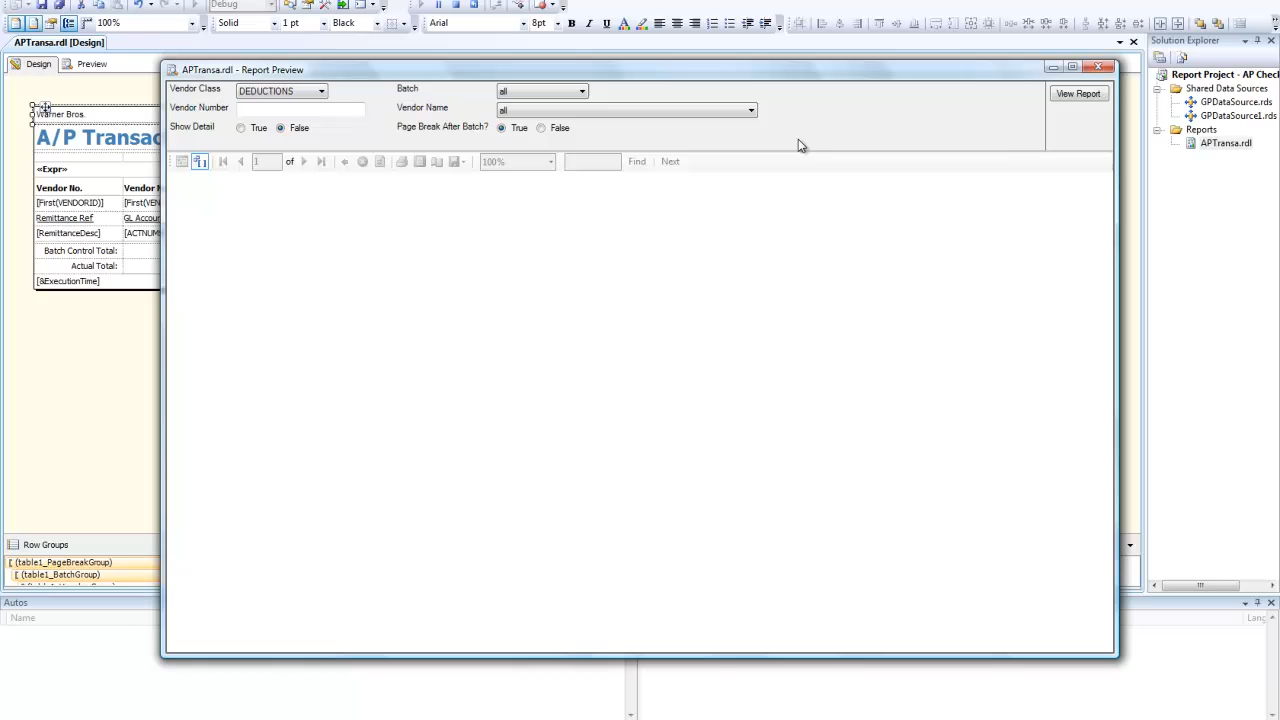 Debug
100%
Solid
1 pt
Black
Arial
8pt
B I U A
APTransa.rdl [Design]
Solution Explorer
Design
Preview
APTransa.rdl - Report Preview
Report Project - AP Chec
Shared Data Sources
GPDataSource.rds
GPDataSource1.rds
Reports
APTransa.rdl
Vendor Class
DEDUCTIONS
Batch
all
View Report
Vendor Number
Vendor Name
all
Show Detail
True
False
Page Break After Batch?
True
False
1
of
100%
Find
Next
Warner Bros.
A/P Transac
«Expr»
Vendor No.
Vendor N
[First(VENDORID)]
[First(VEN
Remittance Ref
GL Accou
[RemittanceDesc]
[ACTNUM
Batch Control Total:
Actual Total:
[&ExecutionTime]
Row Groups
(table1_PageBreakGroup)
(table1_BatchGroup)
Autos
Name
Lang